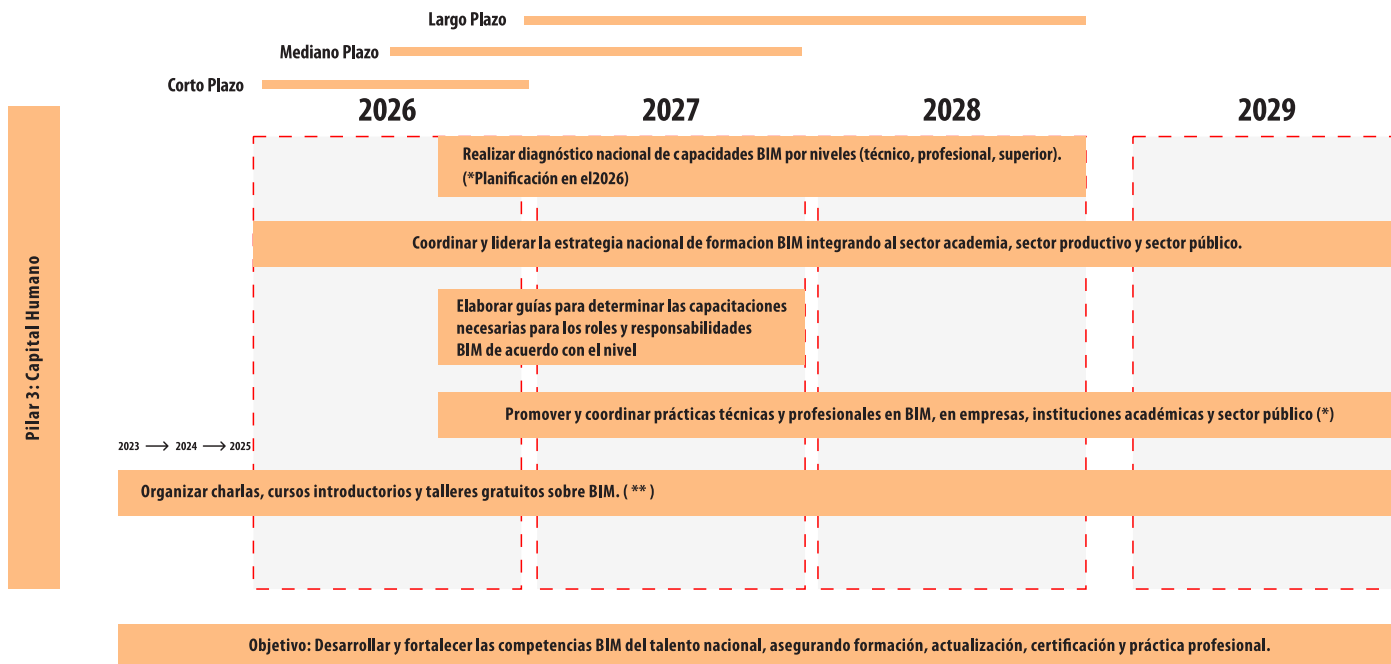 Largo Plazo
Mediano Plazo
Corto Plazo
2026
2027
2028
2029
Pilar 3: Capital Humano
Realizar diagnóstico nacional de capacidades BIM por niveles (técnico, profesional, superior).
(*Planificación en el2026)
Coordinar y liderar la estrategia nacional de formacion BIM integrando al sector academia, sector productivo y sector público.
Elaborar guías para determinar las capacitaciones
necesarias para los roles y responsabilidades
BIM de acuerdo con el nivel
Promover y coordinar prácticas técnicas y profesionales en BIM, en empresas, instituciones académicas y sector público (*)
2023 → 2024 → 2025
Organizar charlas, cursos introductorios y talleres gratuitos sobre BIM. ( ** )
Objetivo: Desarrollar y fortalecer las competencias BIM del talento nacional, asegurando formación, actualización, certificación y práctica profesional.